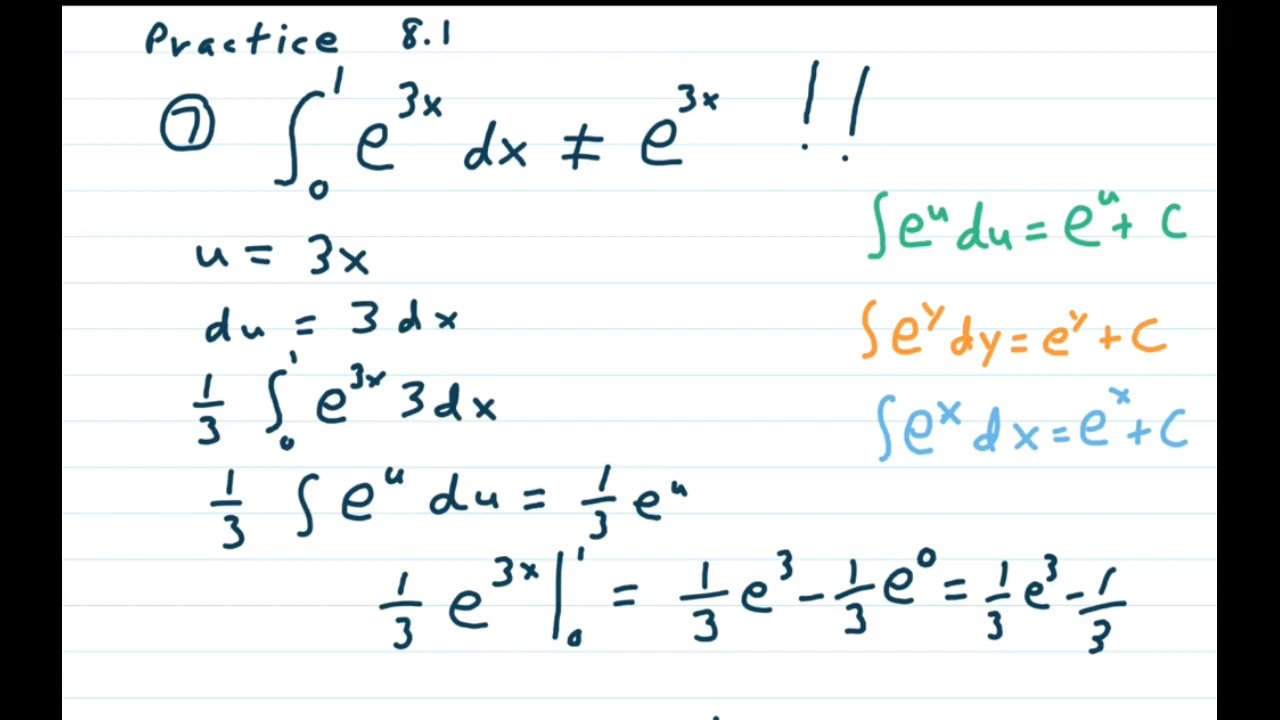 Practice 8.1
⑦ ∫₀¹ e^{3x} dx ≠ e^{3x} !!
∫e^u du = e^u + C
u = 3x
du = 3 dx
∫e^y dy = e^y + C
1/3 ∫₀¹ e^{3x} 3 dx
∫e^x dx = e^x + C
1/3 ∫ e^u du = 1/3 e^u
1/3 e^{3x} |₀¹ = 1/3 e³ - 1/3 e⁰ = 1/3 e³ - 1/3